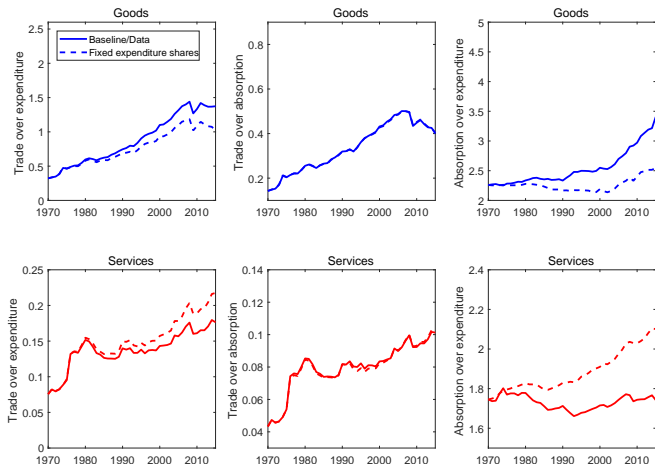 Goods
Trade over expenditure
2.5
2
1.5
1
0.5
0
1970 1980 1990 2000 2010
Baseline/Data
Fixed expenditure shares
Goods
Trade over absorption
0.8
0.6
0.4
0.2
1970 1980 1990 2000 2010
Goods
Absorption over expenditure
5
4.5
4
3.5
3
2.5
2
1970 1980 1990 2000 2010
Services
Trade over expenditure
0.25
0.2
0.15
0.1
0.05
0
1970 1980 1990 2000 2010
Services
Trade over absorption
0.14
0.12
0.1
0.08
0.06
0.04
1970 1980 1990 2000 2010
Services
Absorption over expenditure
2.4
2.2
2
1.8
1.6
1970 1980 1990 2000 2010